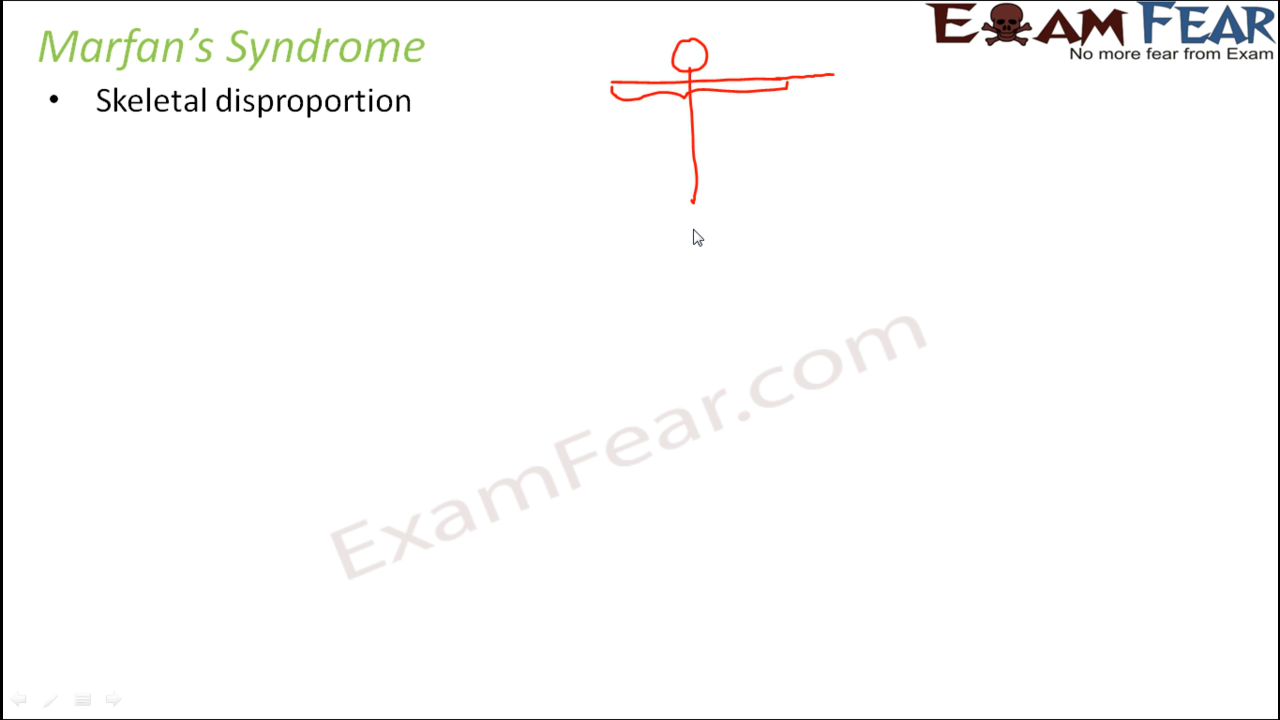 Marfan's Syndrome
• Skeletal disproportion
EXAM FEAR
No more fear from Exam
ExamFear.com